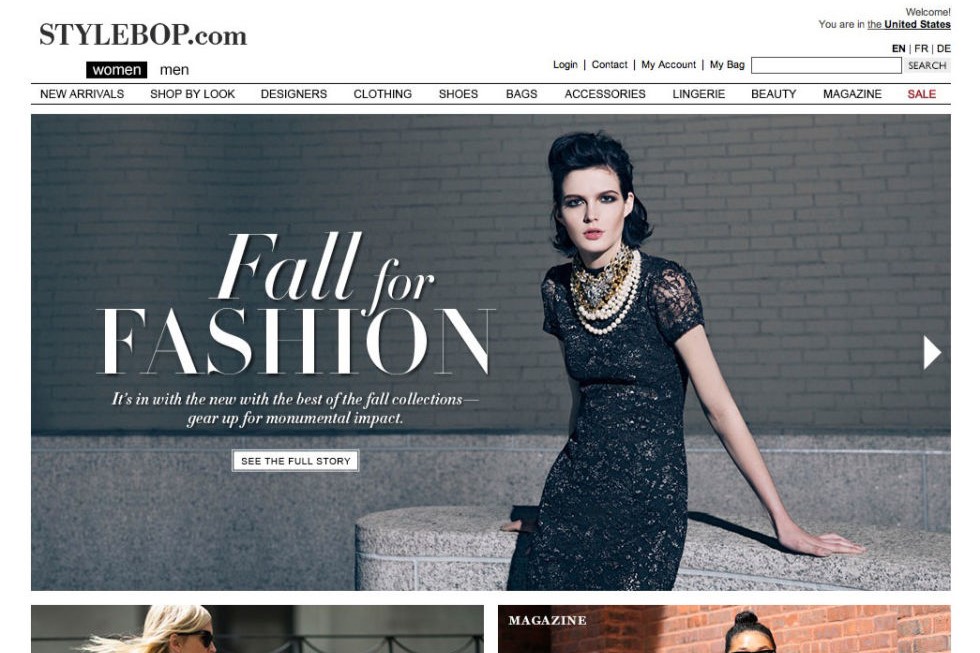 Welcome!
STYLEBOP.com
You are in the United States
EN | FR | DE
women men
Login | Contact | My Account | My Bag SEARCH
NEW ARRIVALS SHOP BY LOOK DESIGNERS CLOTHING SHOES BAGS ACCESSORIES LINGERIE BEAUTY MAGAZINE SALE
Fall for
FASHION
It's in with the new with the best of the fall collections—
gear up for monumental impact.
SEE THE FULL STORY
MAGAZINE